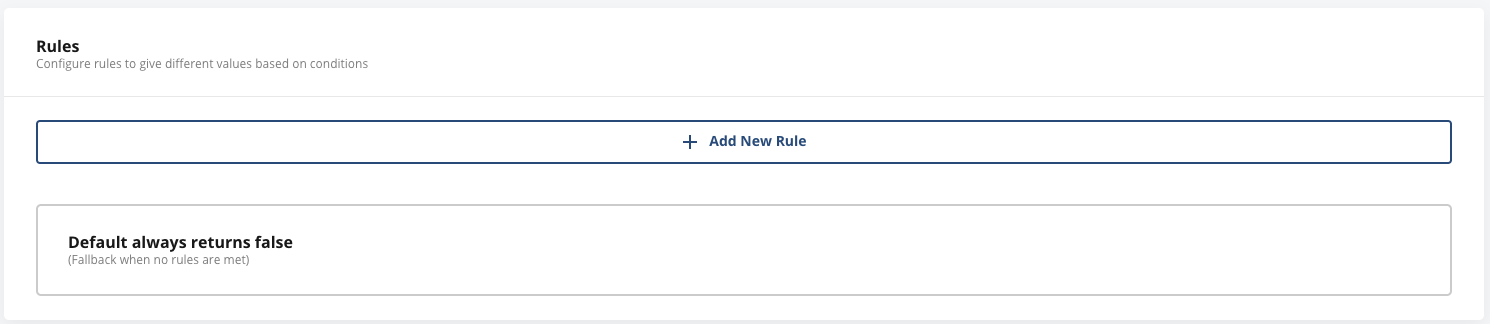 Rules
Configure rules to give different values based on conditions
Add New Rule
Default always returns false
(Fallback when no rules are met)